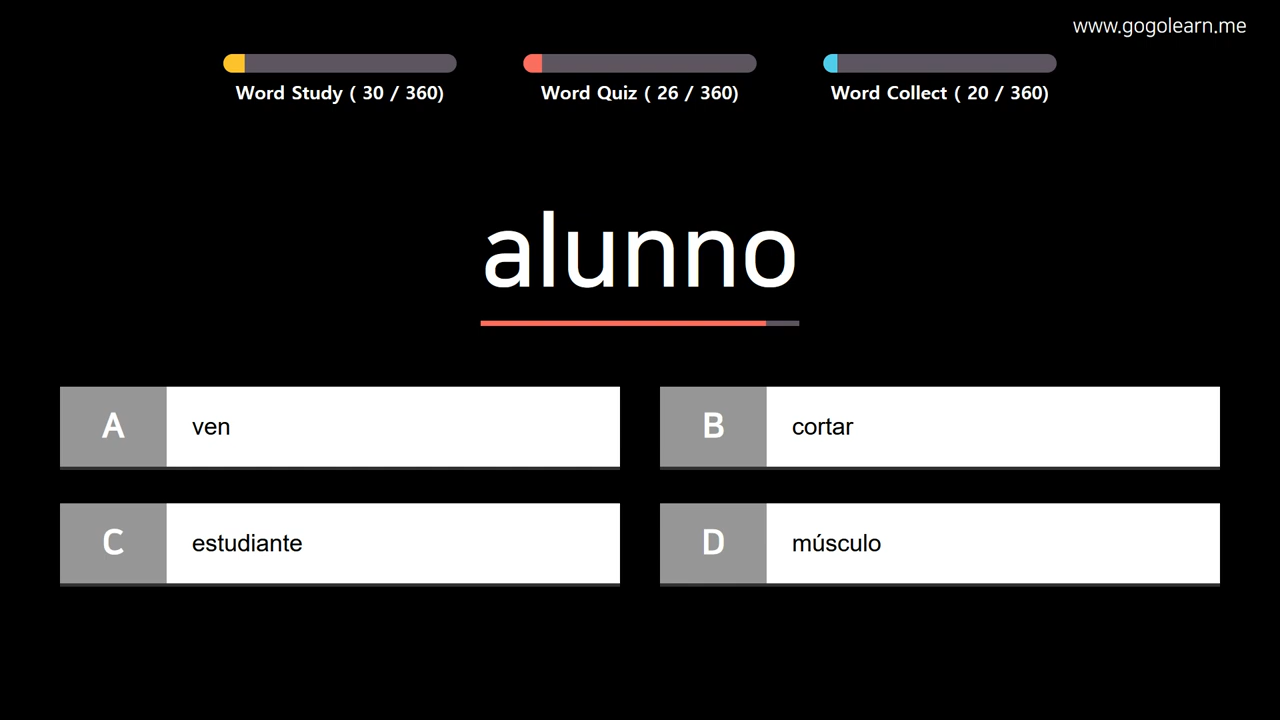 www.gogolearn.me
Word Study ( 30 / 360)
Word Quiz ( 26 / 360)
Word Collect ( 20 / 360)
alunno
A
ven
B
cortar
C
estudiante
D
músculo